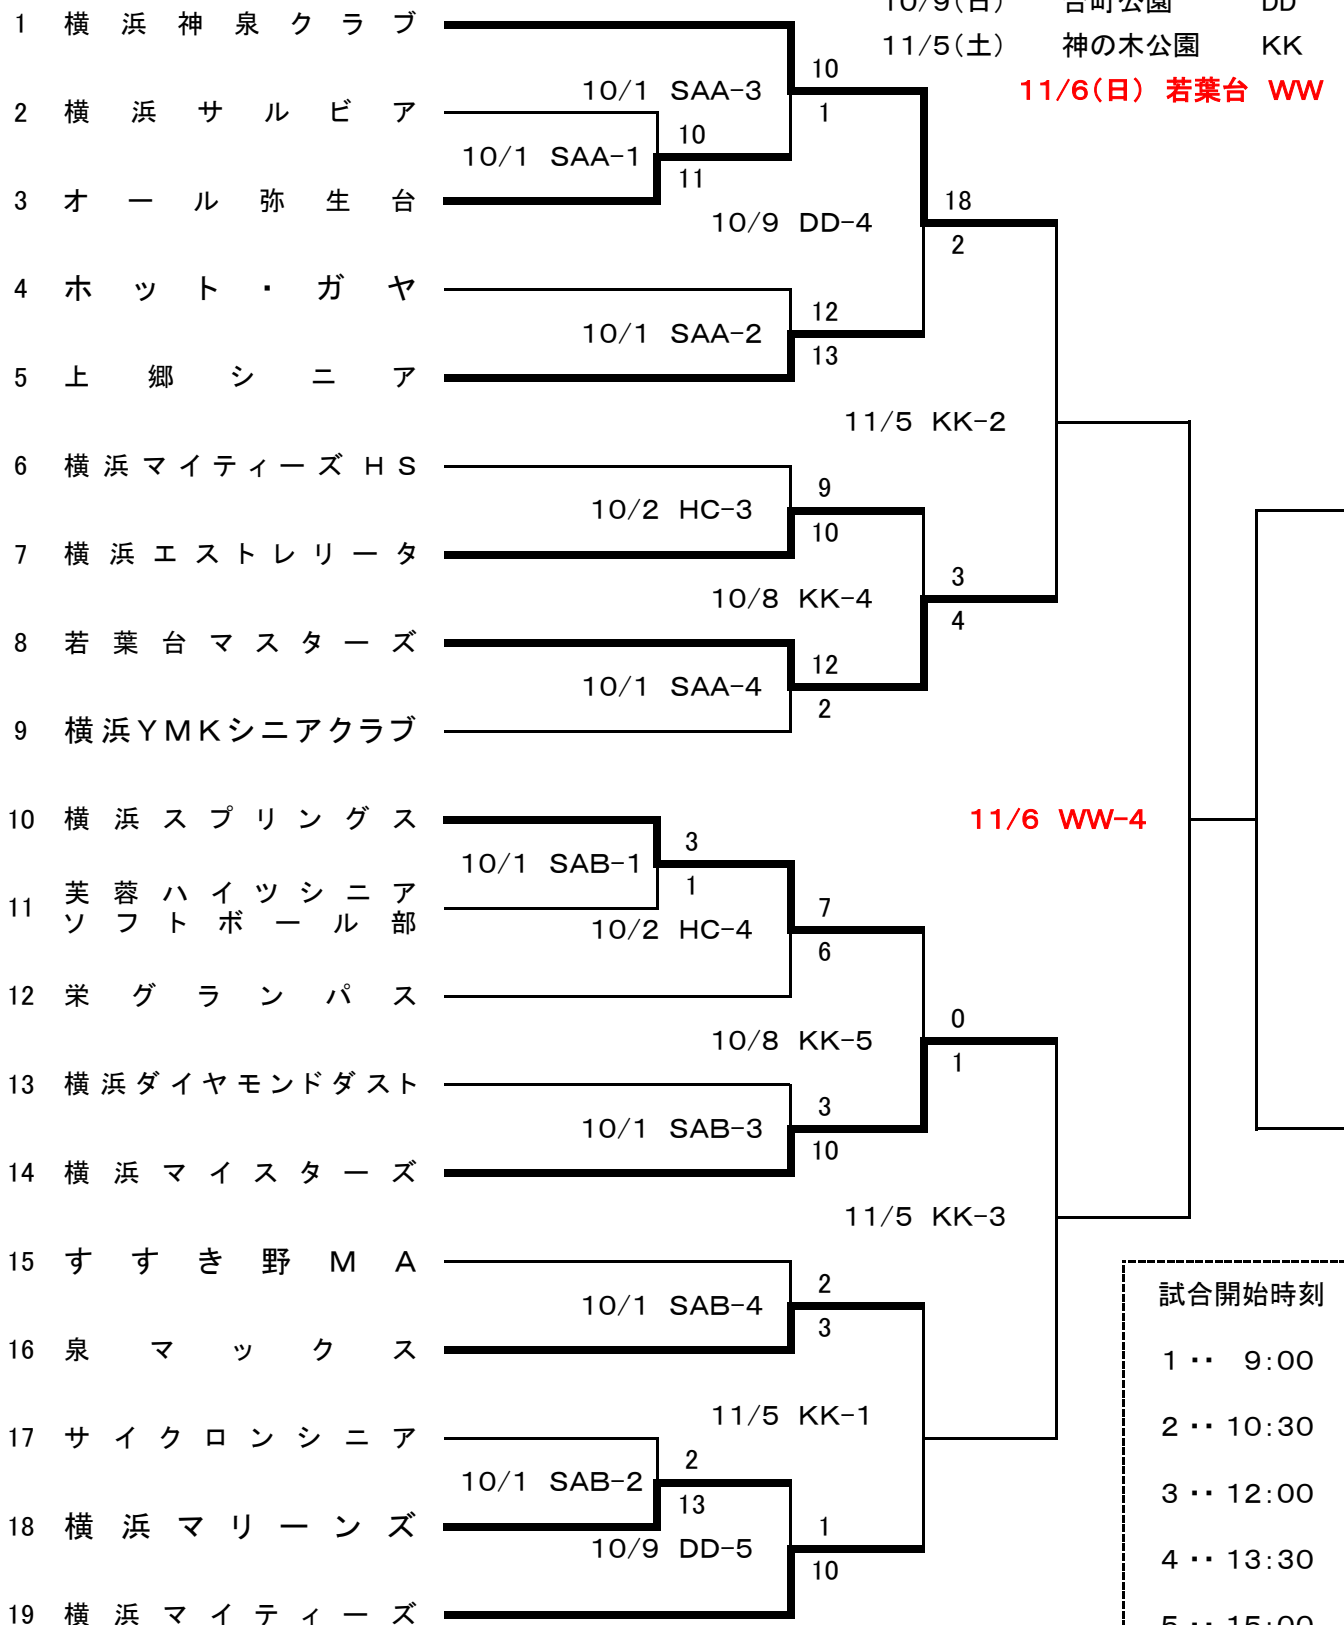 10/9(日) 台町公園 DD
1 横浜神泉クラブ
11/5(土) 神の木公園 KK
10
10/1 SAA-3
11/6(日) 若葉台 WW
2 横浜サルビア
1
10
10/1 SAA-1
11
3 オール弥生台
18
10/9 DD-4
2
4 ホット・ガヤ
12
10/1 SAA-2
13
5 上郷シニア
11/5 KK-2
6 横浜マイティーズHS
9
10/2 HC-3
10
7 横浜エストレリータ
3
10/8 KK-4
4
8 若葉台マスターズ
12
10/1 SAA-4
2
9 横浜YMKシニアクラブ
10 横浜スプリングス
11/6 WW-4
3
10/1 SAB-1
1
11 芙蓉ハイツシニア
ソフトボール部
7
10/2 HC-4
6
12 栄グランパス
0
10/8 KK-5
1
13 横浜ダイヤモンドダスト
3
10/1 SAB-3
10
14 横浜マイスターズ
11/5 KK-3
15 すすき野MA
2
試合開始時刻
10/1 SAB-4
3
16 泉マックス
1 ‥ 9:00
11/5 KK-1
2 ‥ 10:30
17 サイクロンシニア
2
10/1 SAB-2
3 ‥ 12:00
13
18 横浜マリーンズ
1
10/9 DD-5
4 ‥ 13:30
10
19 横浜マイティーズ
5 ‥ 15:00